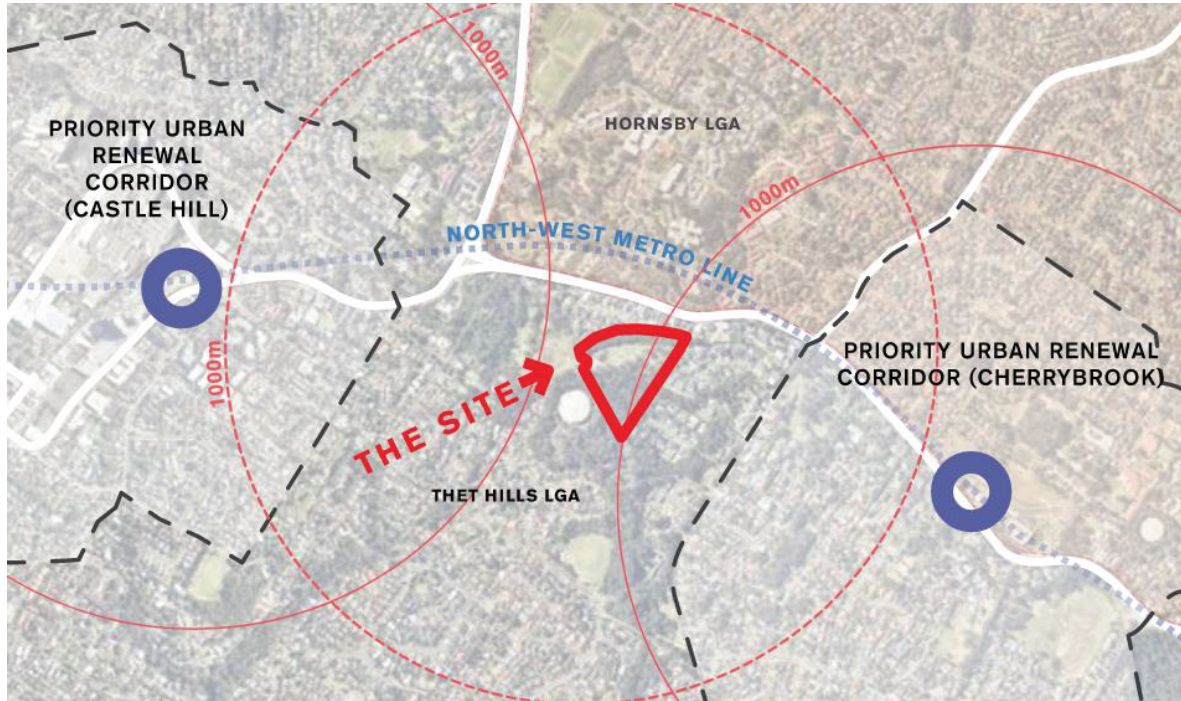 1000m
HORNSBY LGA
PRIORITY URBAN
RENEWAL
CORRIDOR
(CASTLE HILL)
1000m
NORTH-WEST METRO LINE
PRIORITY URBAN RENEWAL
CORRIDOR (CHERRYBROOK)
1000m
THE SITE
THET HILLS LGA